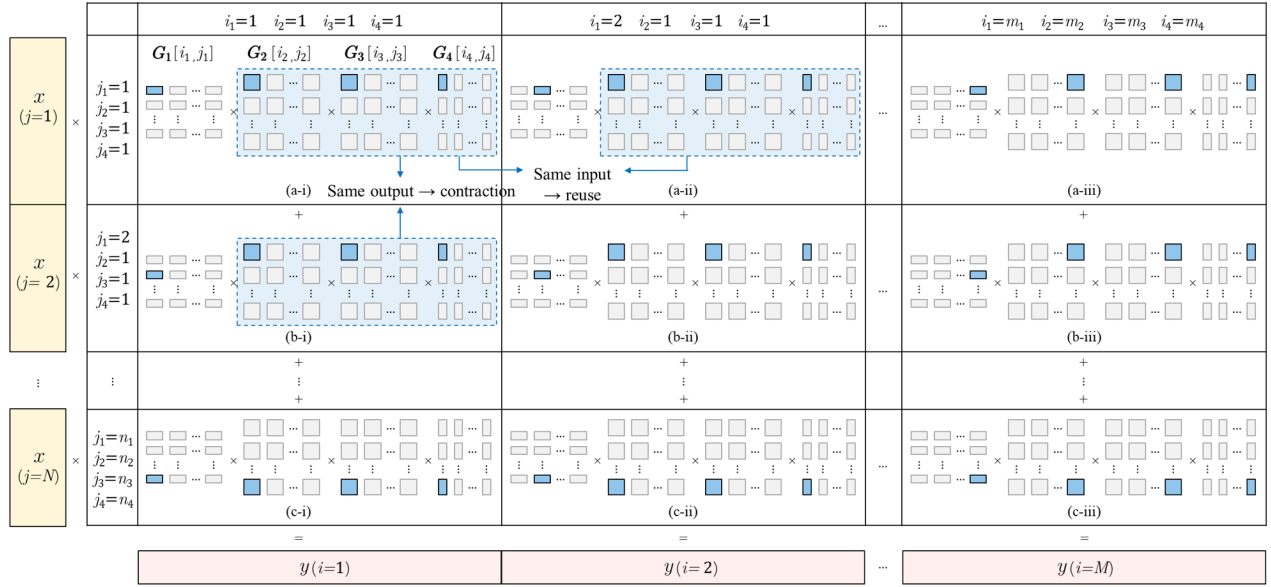 i₁=1 i₂=1 i₃=1 i₄=1 i₁=2 i₂=1 i₃=1 i₄=1 ... i₁=m₁ i₂=m₂ i₃=m₃ i₄=m₄
G₁[i₁,j₁] G₂[i₂,j₂] G₃[i₃,j₃] G₄[i₄,j₄]
x
(j=1)
×
j₁=1
j₂=1
j₃=1
j₄=1
...
Same output → contraction
Same input
→ reuse
(a-i) (a-ii) (a-iii)
+ + +
x
(j= 2)
×
j₁=2
j₂=1
j₃=1
j₄=1
...
(b-i) (b-ii) (b-iii)
+ + +
⋮ ⋮ ⋮ ⋮ ⋮
+ + +
x
(j=N)
×
j₁=n₁
j₂=n₂
j₃=n₃
j₄=n₄
...
(c-i) (c-ii) (c-iii)
= = =
y(i=1) y(i=2) ... y(i=M)